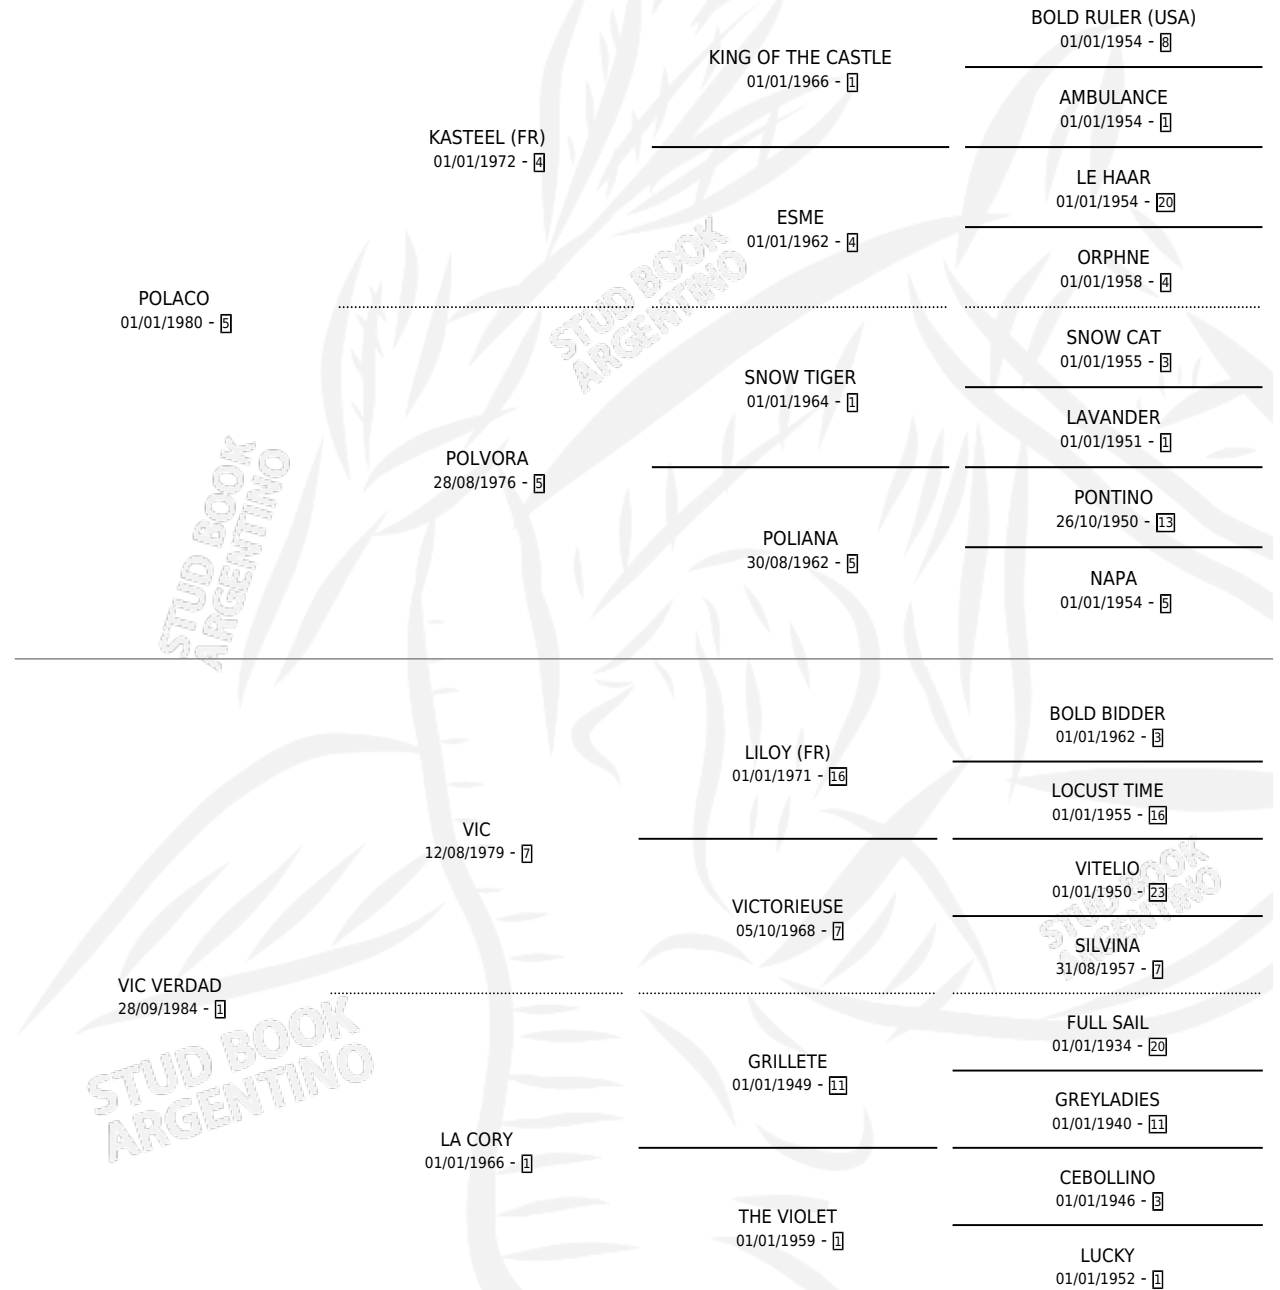 BOLD RULER (USA)
01/01/1954 - 8
KING OF THE CASTLE
01/01/1966 - 1
AMBULANCE
01/01/1954 - 1
KASTEEL (FR)
01/01/1972 - 4
LE HAAR
01/01/1954 - 20
ESME
01/01/1962 - 4
ORPHNE
01/01/1958 - 4
POLACO
01/01/1980 - 5
SNOW CAT
01/01/1955 - 3
SNOW TIGER
01/01/1964 - 1
LAVANDER
01/01/1951 - 1
POLVORA
28/08/1976 - 5
PONTINO
26/10/1950 - 13
POLIANA
30/08/1962 - 5
NAPA
01/01/1954 - 5
STUD BOOK
ARGENTINO
STUD BOOK
ARGENTINO
BOLD BIDDER
01/01/1962 - 3
LILOY (FR)
01/01/1971 - 16
LOCUST TIME
01/01/1955 - 16
VIC
12/08/1979 - 7
VITELIO
01/01/1950 - 23
VICTORIEUSE
05/10/1968 - 7
SILVINA
31/08/1957 - 7
VIC VERDAD
28/09/1984 - 1
FULL SAIL
01/01/1934 - 20
GRILLETE
01/01/1949 - 11
GREYLADIES
01/01/1940 - 11
LA CORY
01/01/1966 - 1
CEBOLLINO
01/01/1946 - 3
THE VIOLET
01/01/1959 - 1
LUCKY
01/01/1952 - 1
STUD BOOK
ARGENTINO
STUD BOOK
ARGENTINO